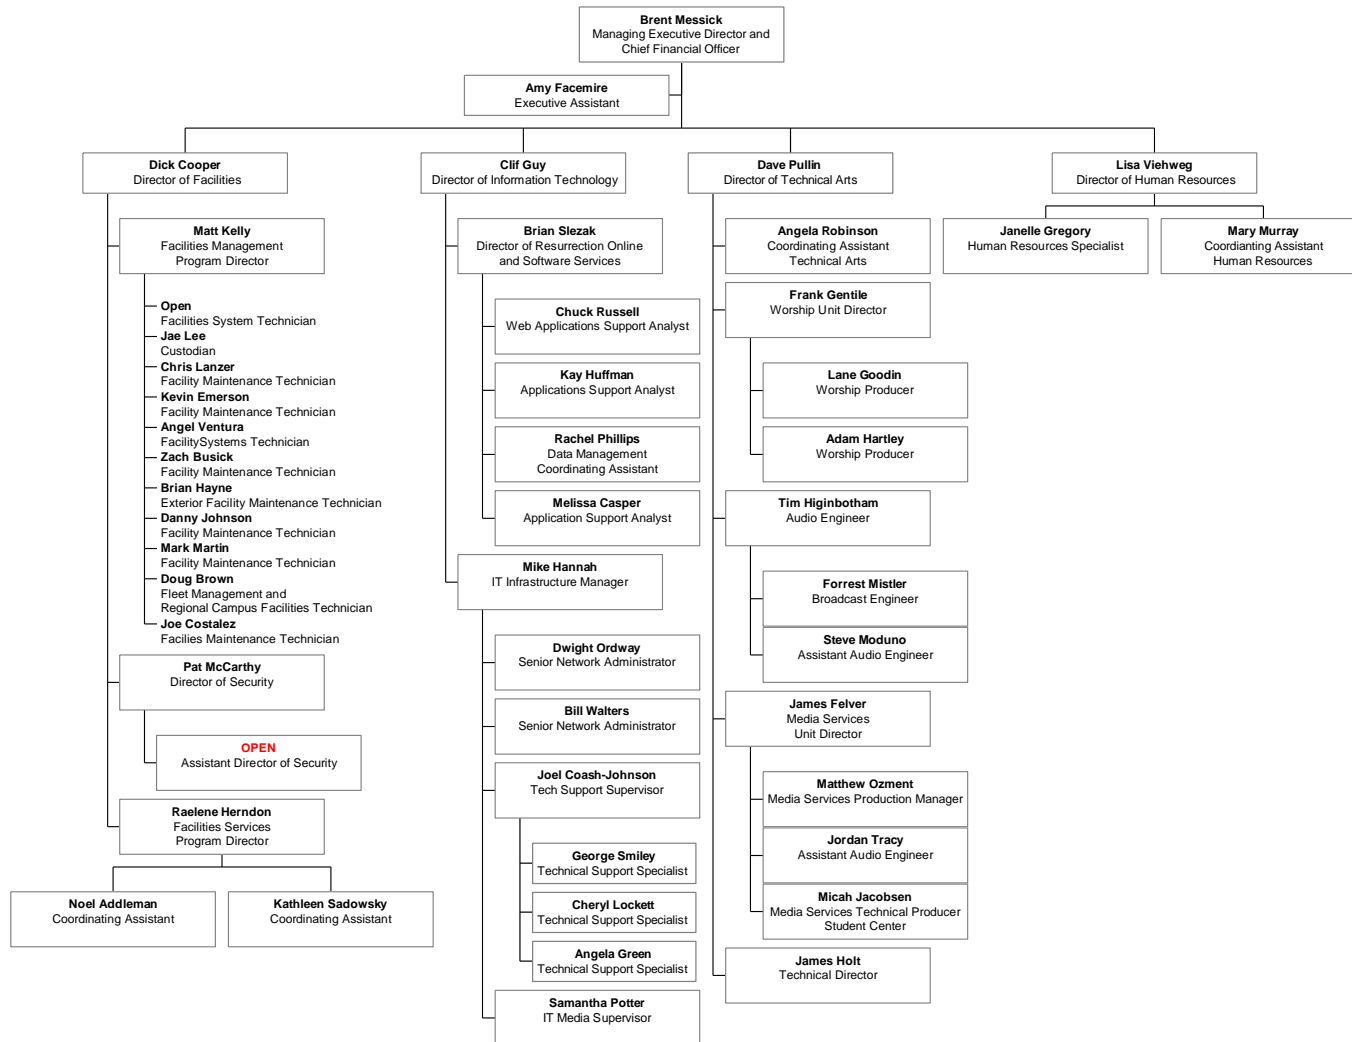 Brent Messick
Managing Executive Director and
Chief Financial Officer
Amy Facemire
Executive Assistant
Dick Cooper
Director of Facilities
Matt Kelly
Facilities Management
Program Director
Open
Facilities System Technician
Jae Lee
Custodian
Chris Lanzer
Facility Maintenance Technician
Kevin Emerson
Facility Maintenance Technician
Angel Ventura
FacilitySystems Technician
Zach Busick
Facility Maintenance Technician
Brian Hayne
Exterior Facility Maintenance Technician
Danny Johnson
Facility Maintenance Technician
Mark Martin
Facility Maintenance Technician
Doug Brown
Fleet Management and
Regional Campus Facilities Technician
Joe Costalez
Facilies Maintenance Technician
Pat McCarthy
Director of Security
OPEN
Assistant Director of Security
Raelene Herndon
Facilities Services
Program Director
Noel Addleman
Coordinating Assistant
Kathleen Sadowsky
Coordinating Assistant
Clif Guy
Director of Information Technology
Brian Slezak
Director of Resurrection Online
and Software Services
Chuck Russell
Web Applications Support Analyst
Kay Huffman
Applications Support Analyst
Rachel Phillips
Data Management
Coordinating Assistant
Melissa Casper
Application Support Analyst
Mike Hannah
IT Infrastructure Manager
Dwight Ordway
Senior Network Administrator
Bill Walters
Senior Network Administrator
Joel Coash-Johnson
Tech Support Supervisor
George Smiley
Technical Support Specialist
Cheryl Lockett
Technical Support Specialist
Angela Green
Technical Support Specialist
Samantha Potter
IT Media Supervisor
Dave Pullin
Director of Technical Arts
Angela Robinson
Coordinating Assistant
Technical Arts
Frank Gentile
Worship Unit Director
Lane Goodin
Worship Producer
Adam Hartley
Worship Producer
Tim Higinbotham
Audio Engineer
Forrest Mistler
Broadcast Engineer
Steve Moduno
Assistant Audio Engineer
James Felver
Media Services
Unit Director
Matthew Ozment
Media Services Production Manager
Jordan Tracy
Assistant Audio Engineer
Micah Jacobsen
Media Services Technical Producer
Student Center
James Holt
Technical Director
Lisa Viehweg
Director of Human Resources
Janelle Gregory
Human Resources Specialist
Mary Murray
Coordianting Assistant
Human Resources